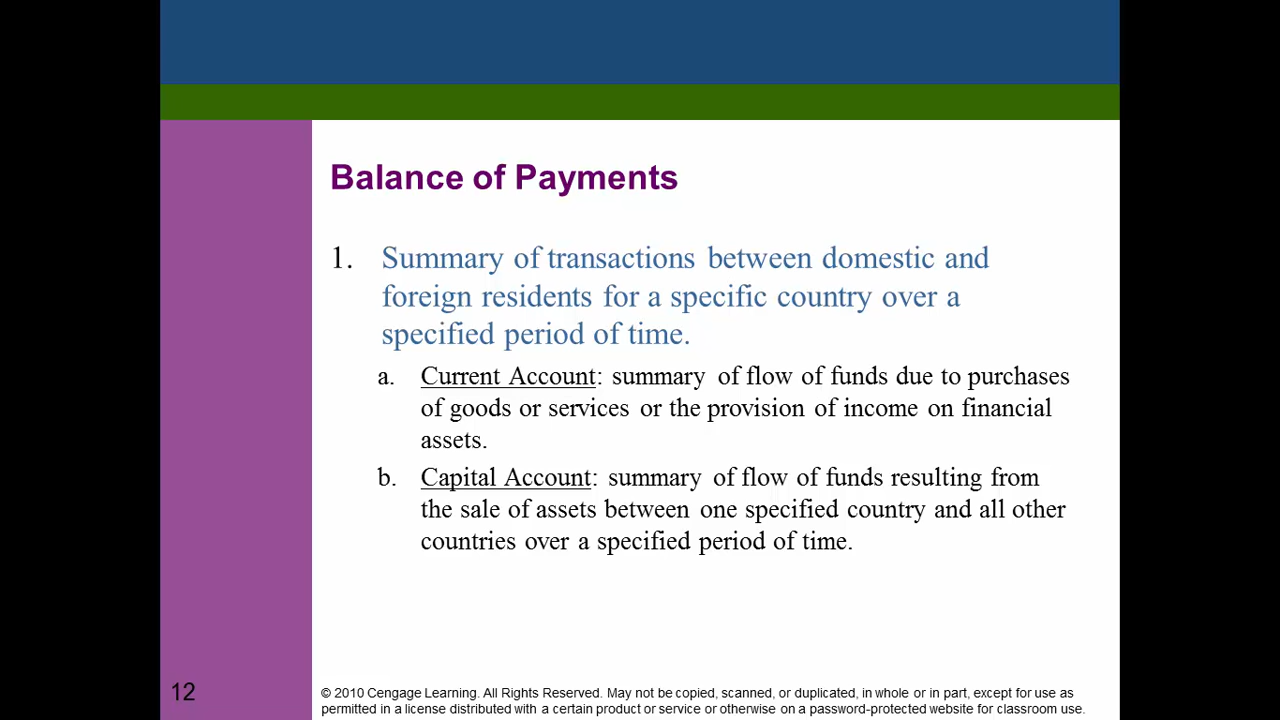 Balance of Payments
1. Summary of transactions between domestic and
foreign residents for a specific country over a
specified period of time.
a. Current Account: summary of flow of funds due to purchases
of goods or services or the provision of income on financial
assets.
b. Capital Account: summary of flow of funds resulting from
the sale of assets between one specified country and all other
countries over a specified period of time.
12
© 2010 Cengage Learning. All Rights Reserved. May not be copied, scanned, or duplicated, in whole or in part, except for use as
permitted in a license distributed with a certain product or service or otherwise on a password-protected website for classroom use.